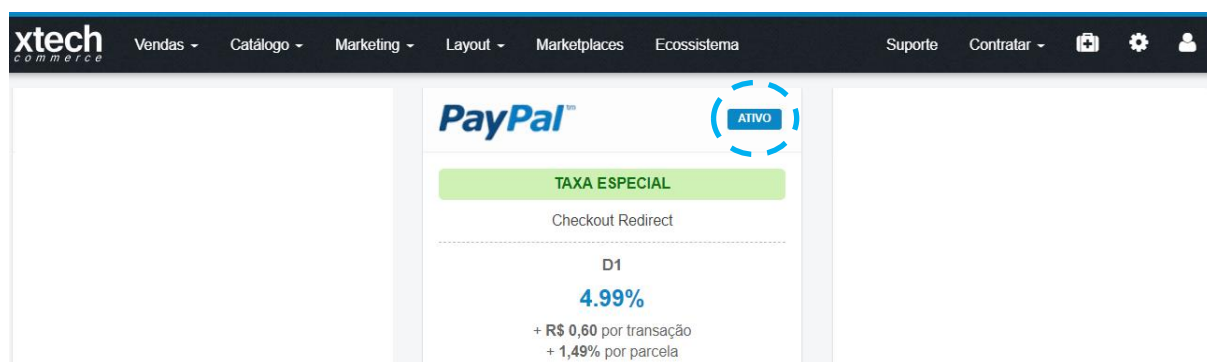 xtech
commerce
Vendas Catálogo Marketing Layout Marketplaces Ecossistema Suporte Contratar
PayPal™
ATIVO
TAXA ESPECIAL
Checkout Redirect
D1
4.99%
+ R$ 0,60 por transação
+ 1,49% por parcela